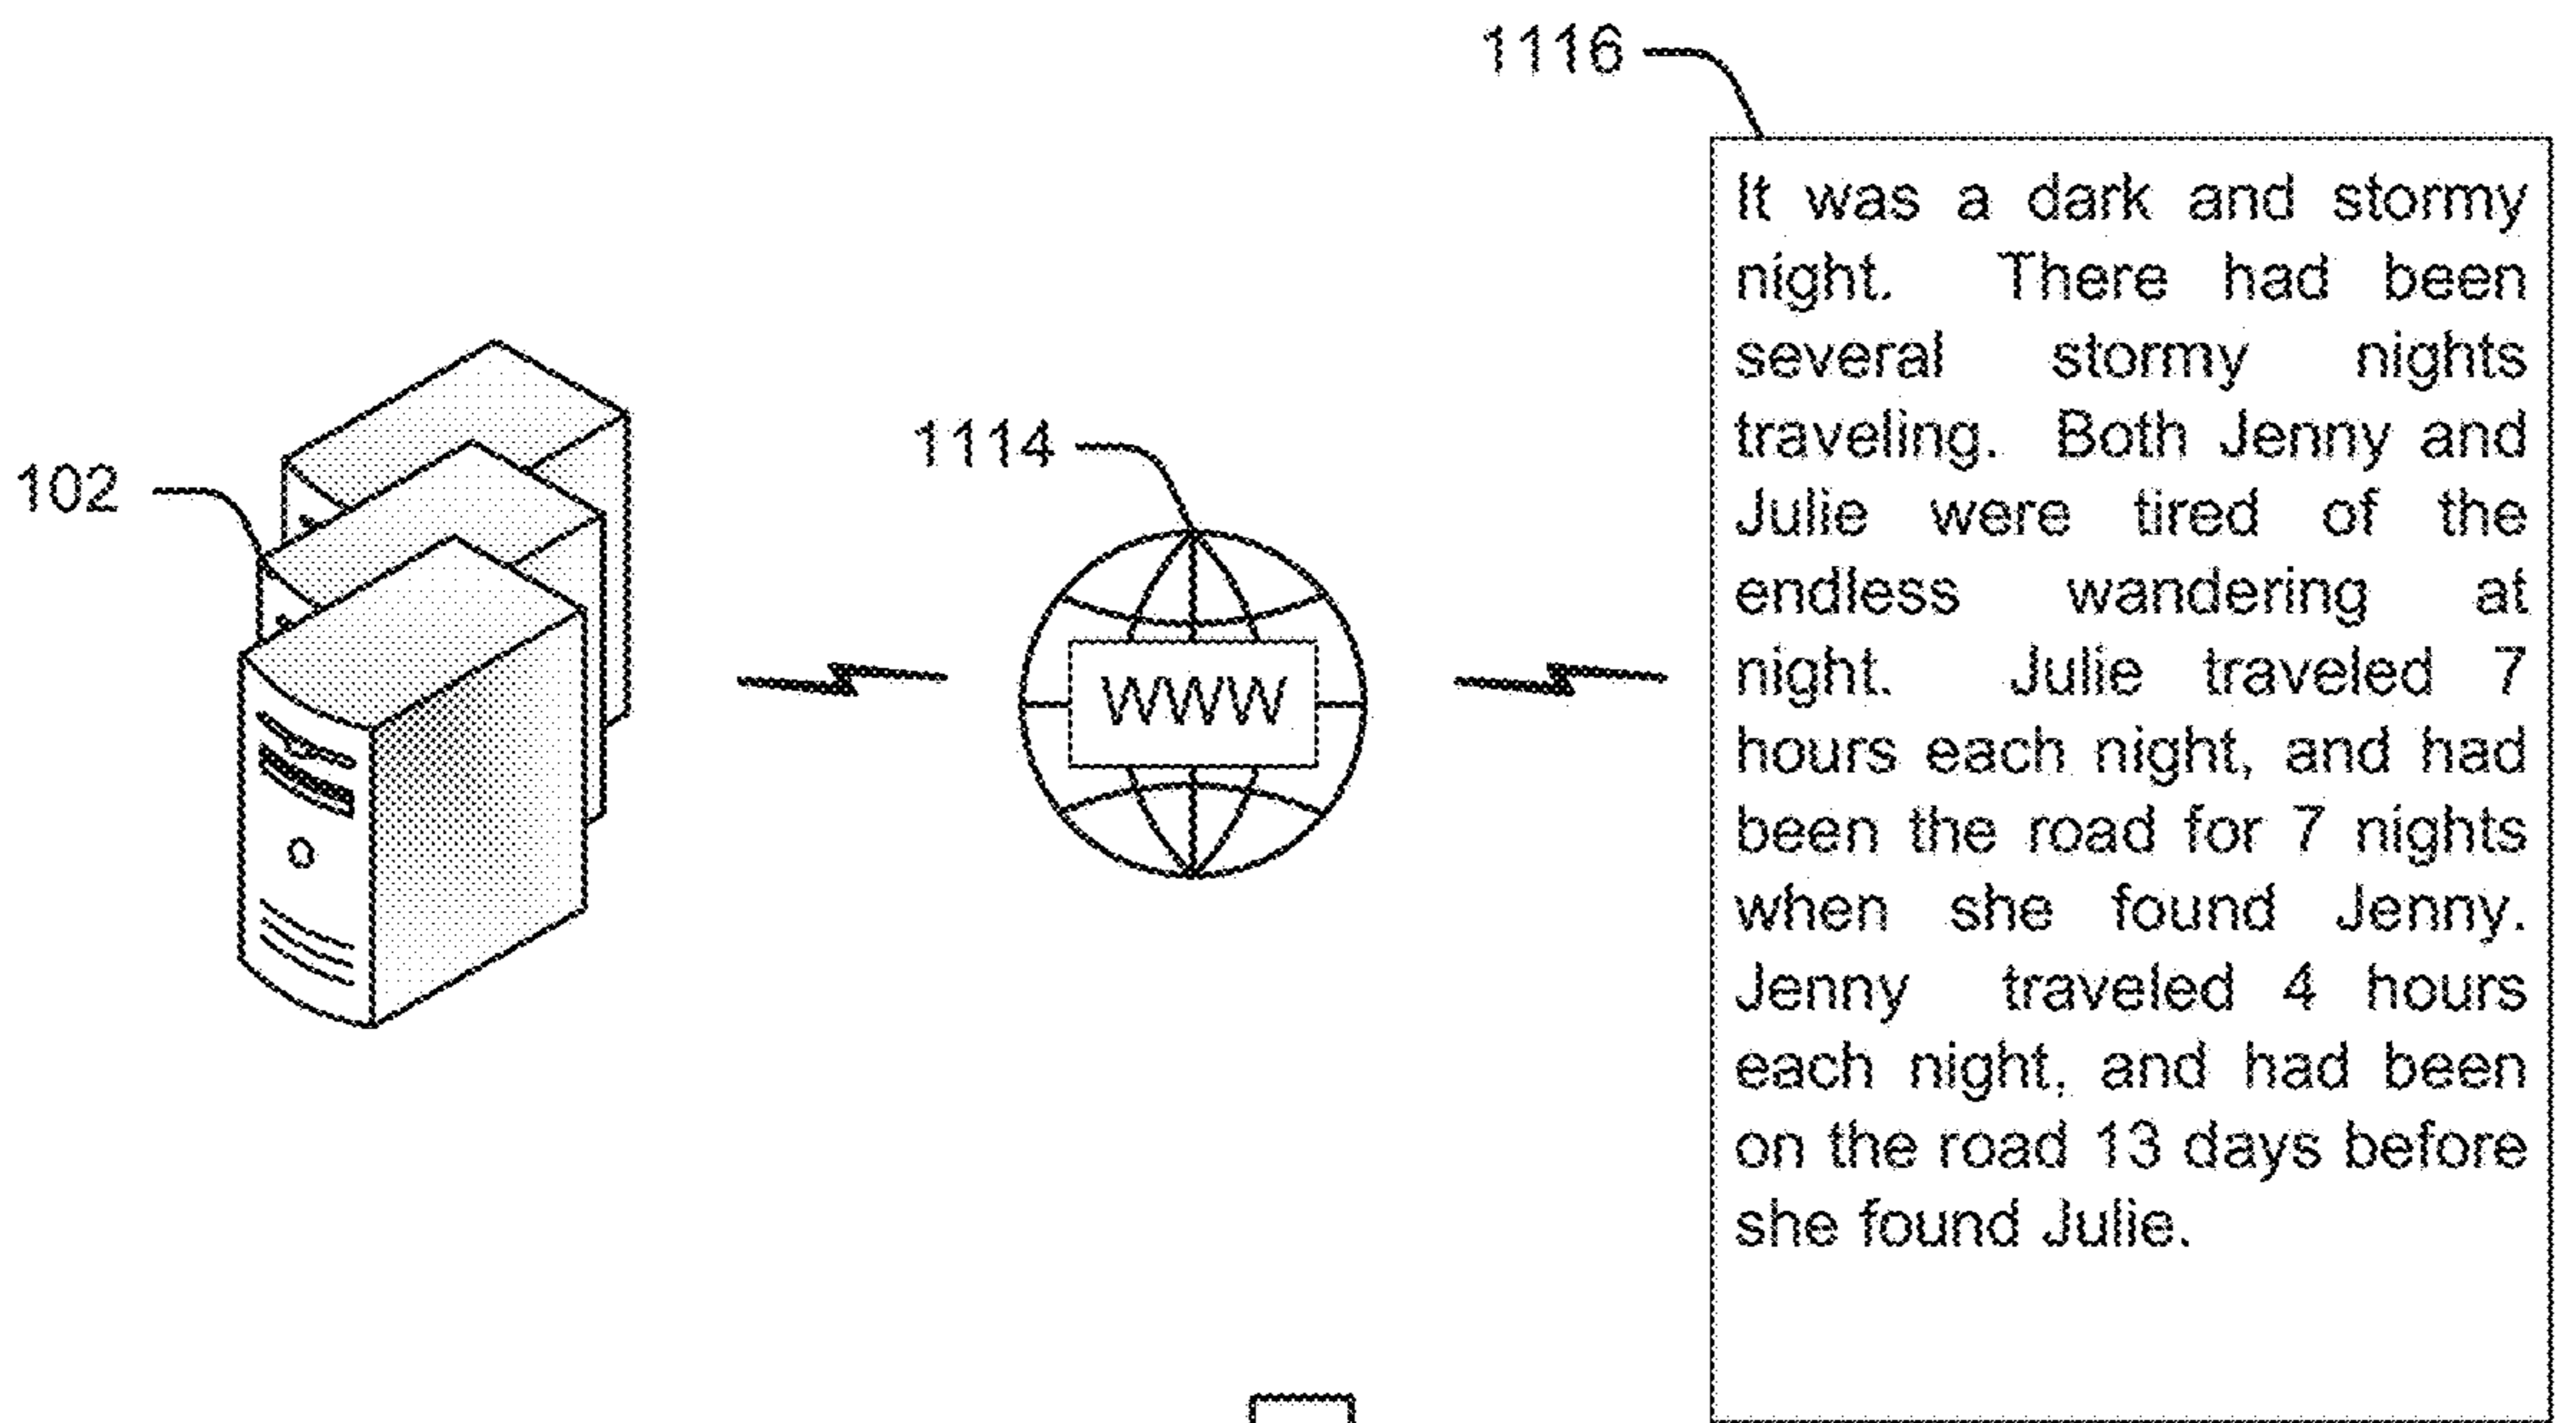 1116
It was a dark and stormy
night. There had been
several stormy nights
traveling. Both Jenny and
Julie were tired of the
endless wandering at
night. Julie traveled 7
hours each night, and had
been the road for 7 nights
when she found Jenny.
Jenny traveled 4 hours
each night, and had been
on the road 13 days before
she found Julie.
1114
102
WWW